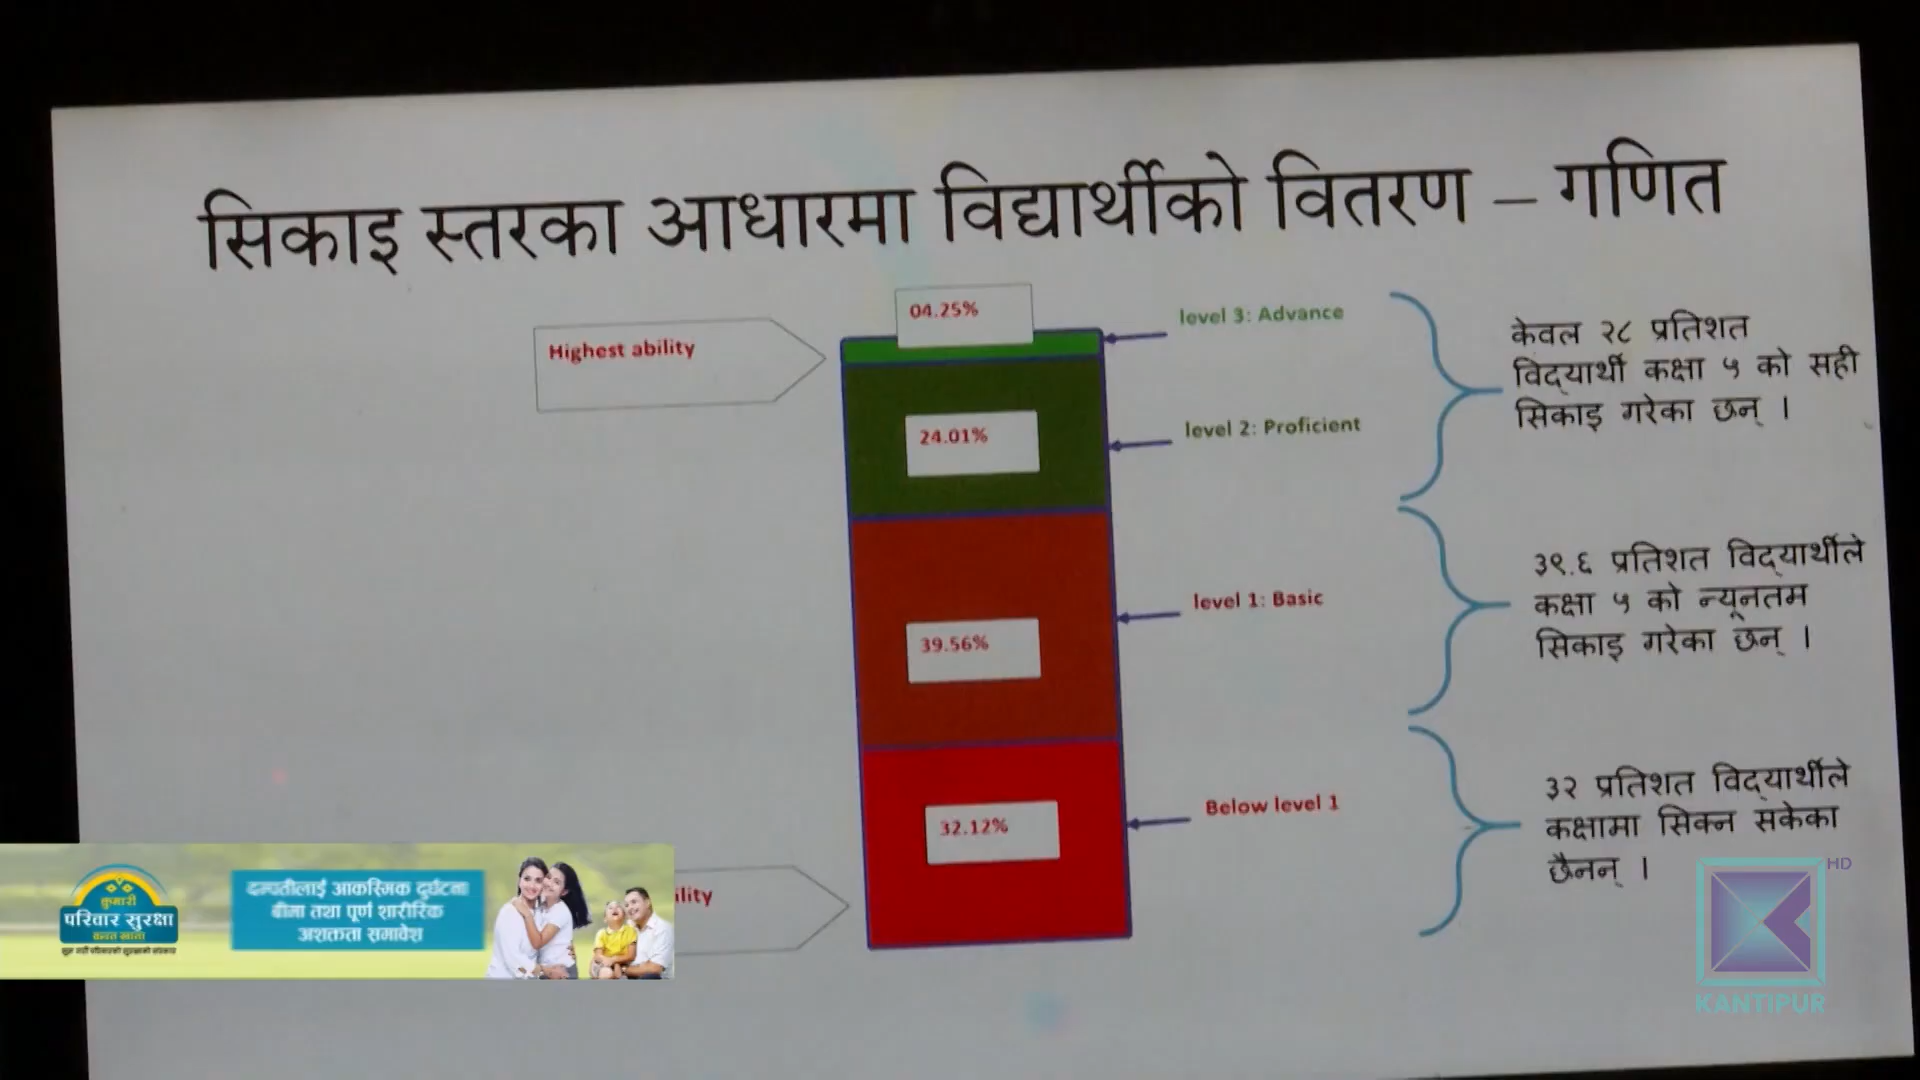 सिकाइ स्तरका आधारमा विद्यार्थीको वितरण – गणित
04.25%
level 3: Advance
Highest ability
केवल २८ प्रतिशत
विद्यार्थी कक्षा ५ को सही
सिकाइ गरेका छन् ।
24.01%
level 2: Proficient
39.56%
level 1: Basic
३९.६ प्रतिशत विद्यार्थीले
कक्षा ५ को न्यूनतम
सिकाइ गरेका छन् ।
32.12%
Below level 1
३२ प्रतिशत विद्यार्थीले
कक्षामा सिक्न सकेका
छैनन् ।
ility
कुमारी
परिवार सुरक्षा
बचत खाता
दम्पतीलाई आकस्मिक दुर्घटना
बीमा तथा पूर्ण शारीरिक
अशक्तता समावेश
HD
KANTIPUR